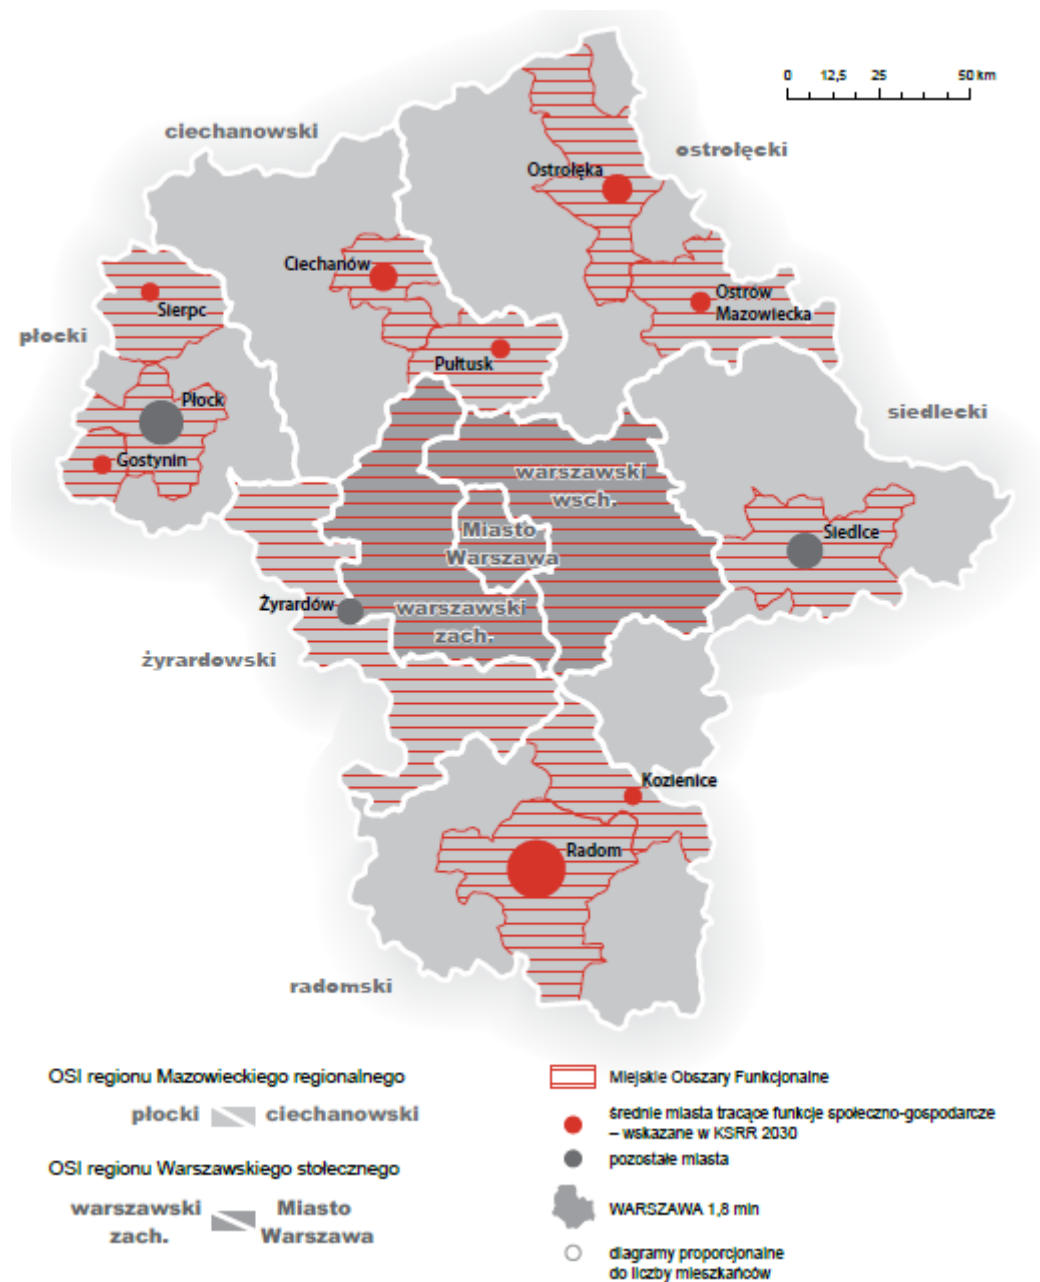 0 12,5 25 50 km
ciechanowski
ostrołęcki
Ostrołęka
Ciechanów
Sierpc
Ostrów
Mazowiecka
płocki
Pułtusk
Płock
siedlecki
Gostynin
warszawski
wsch.
Miasto
Warszawa
Siedlce
Żyrardów
warszawski
zach.
żyrardowski
Kozienice
Radom
radomski
OSI regionu Mazowieckiego regionalnego
płocki ciechanowski
OSI regionu Warszawskiego stołecznego
warszawski Miasto
zach. Warszawa
Miejskie Obszary Funkcjonalne
średnie miasta tracące funkcje społeczno-gospodarcze
– wskazane w KSRR 2030
pozostałe miasta
WARSZAWA 1,8 mln
diagramy proporcjonalne
do liczby mieszkańców